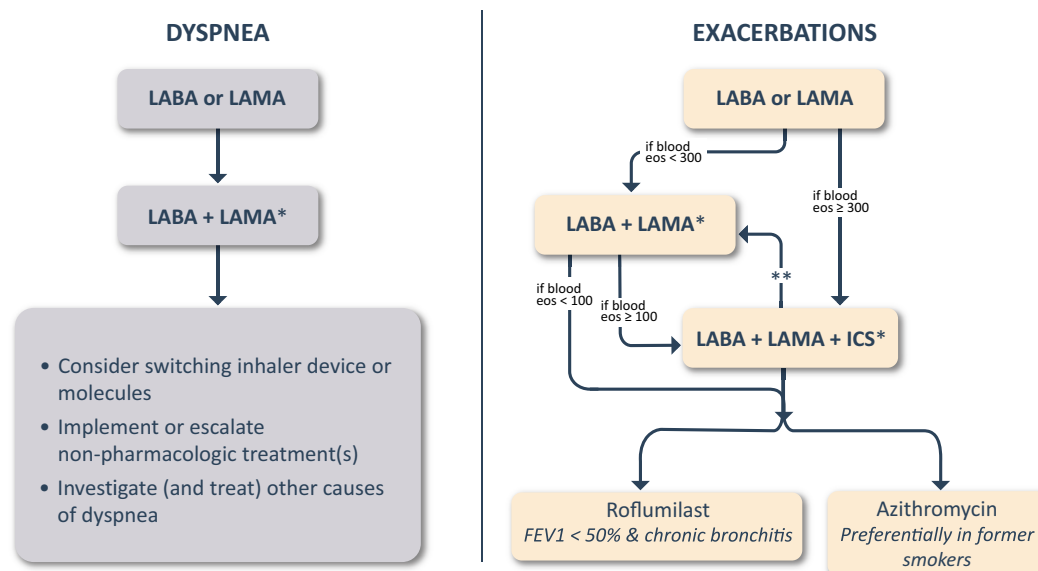 DYSPNEA
LABA or LAMA
LABA + LAMA*
• Consider switching inhaler device or
molecules
• Implement or escalate
non-pharmacologic treatment(s)
• Investigate (and treat) other causes
of dyspnea
EXACERBATIONS
LABA or LAMA
if blood
eos < 300
if blood
eos ≥ 300
LABA + LAMA*
**
if blood
eos < 100
if blood
eos ≥ 100
LABA + LAMA + ICS*
Roflumilast
FEV1 < 50% & chronic bronchitis
Azithromycin
Preferentially in former
smokers